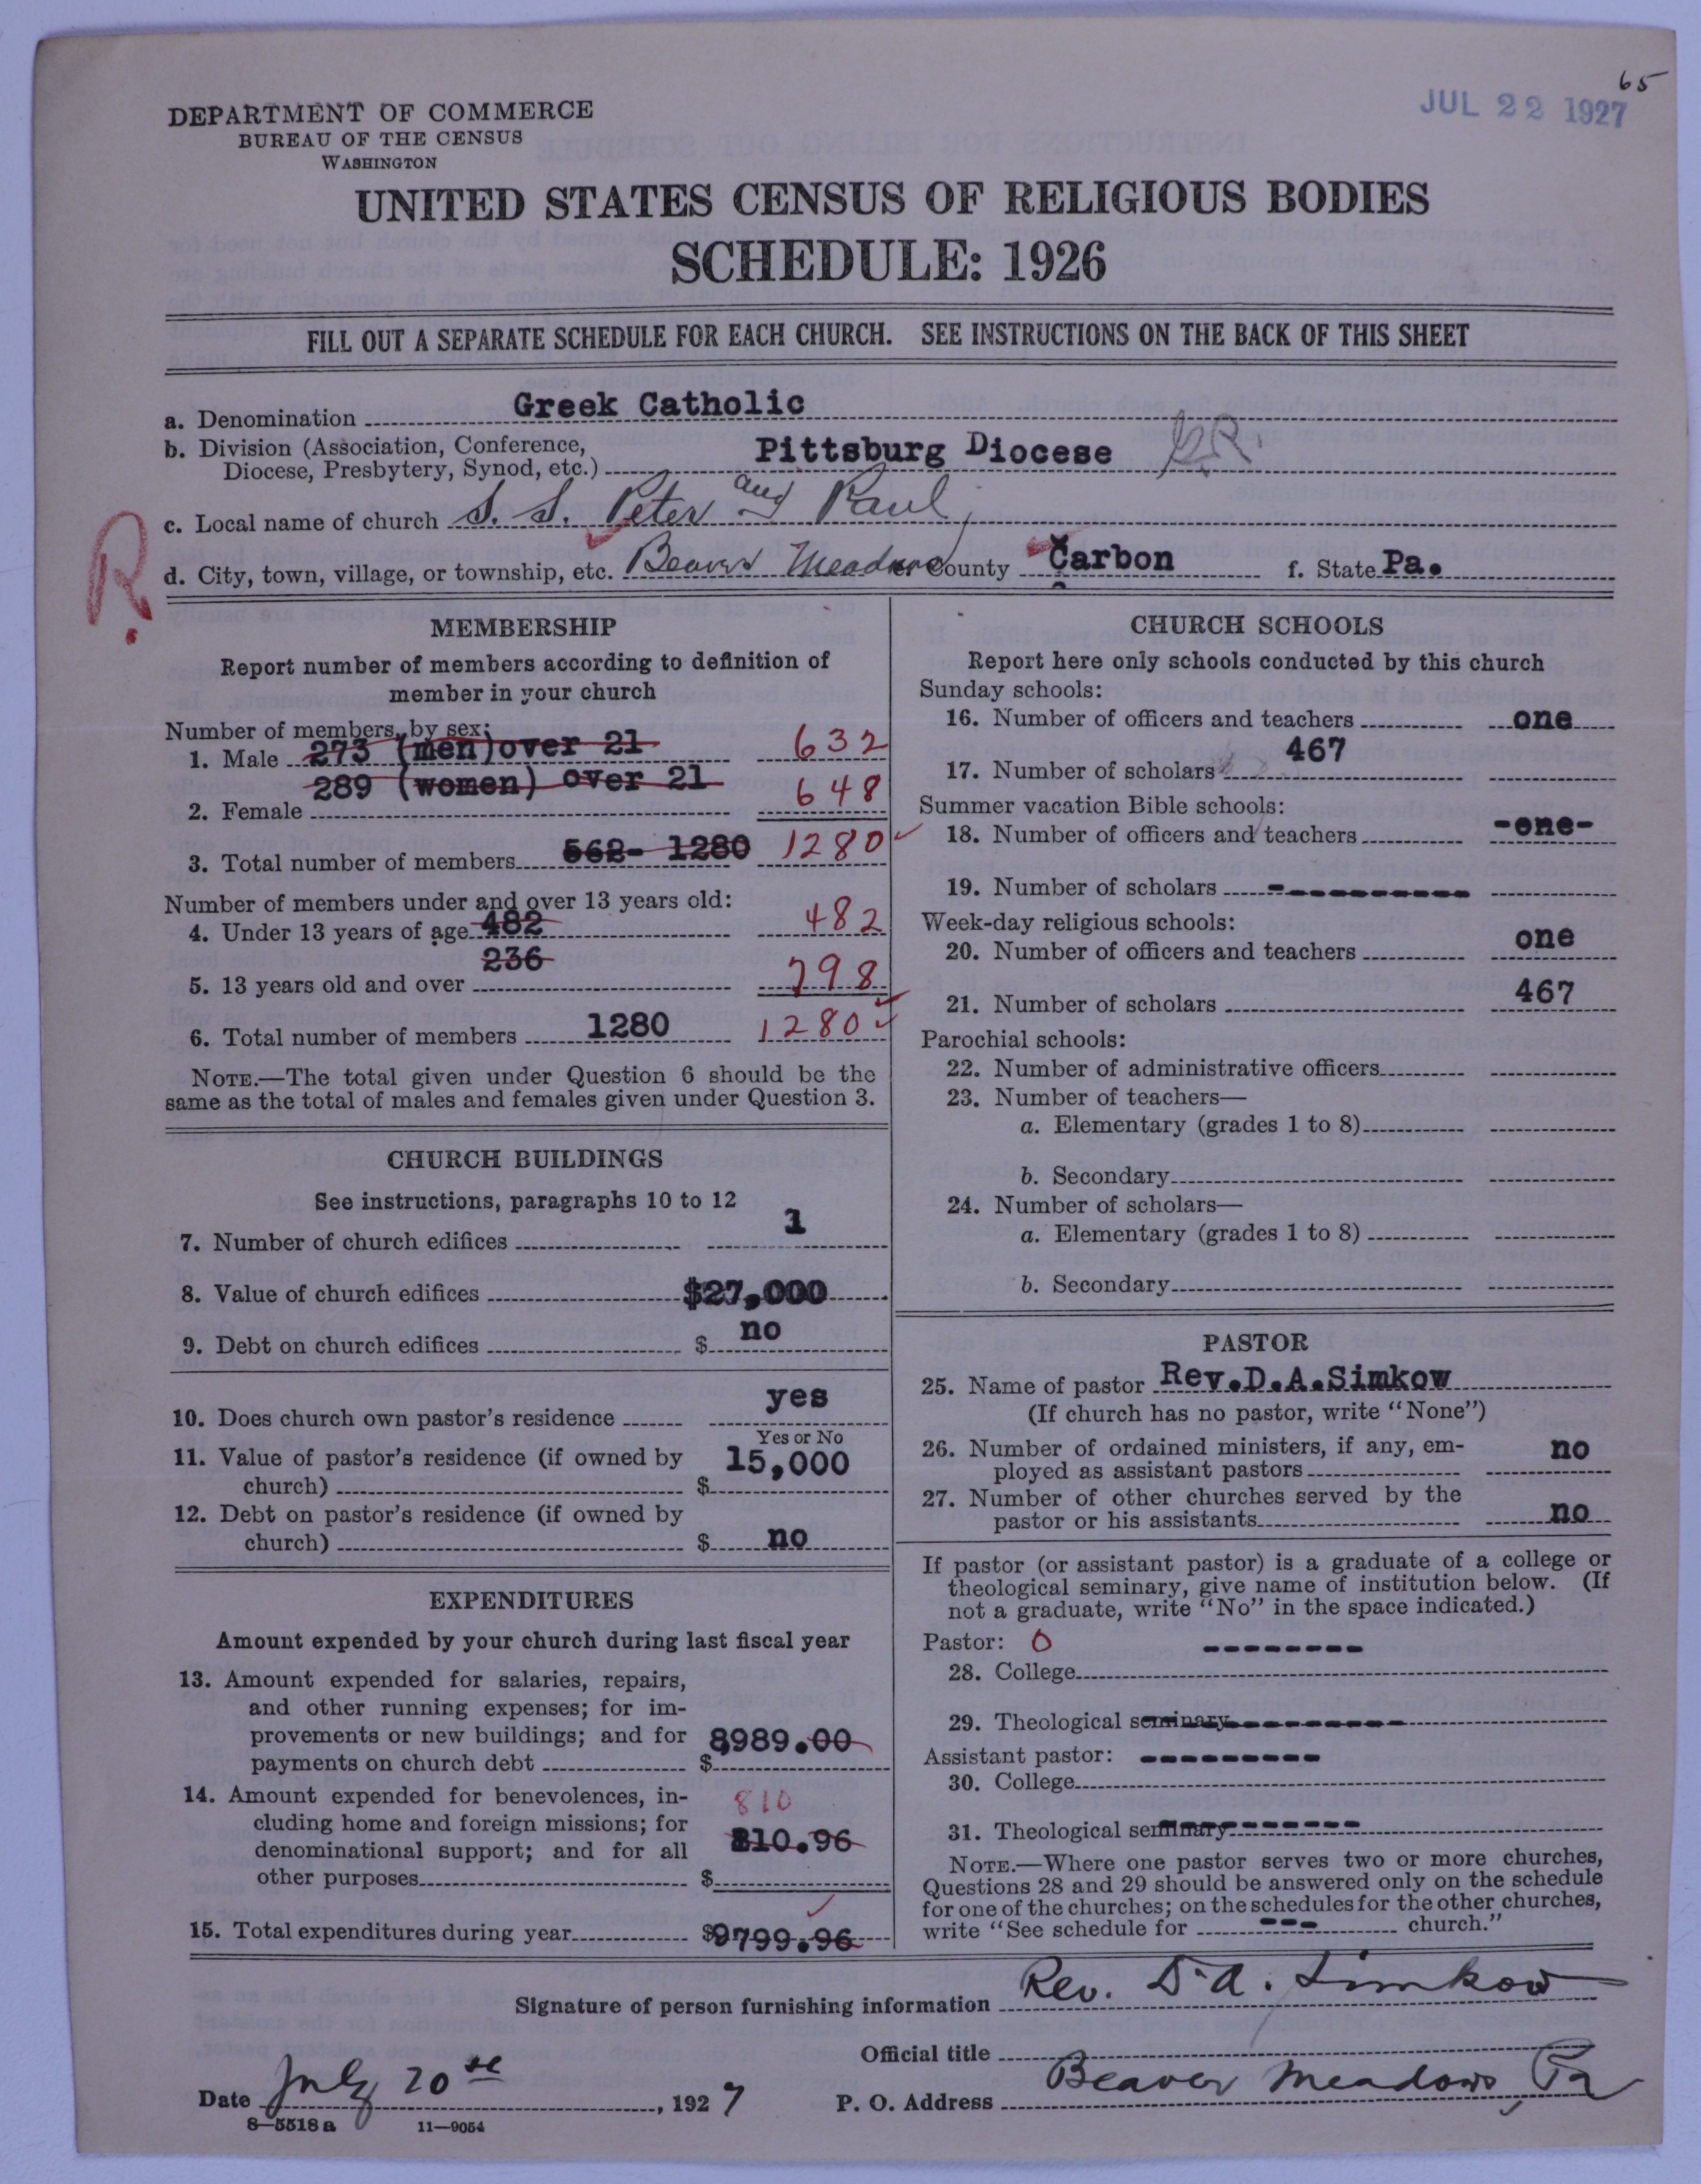 65
JUL 22 1927
DEPARTMENT OF COMMERCE
BUREAU OF THE CENSUS
WASHINGTON
UNITED STATES CENSUS OF RELIGIOUS BODIES
SCHEDULE: 1926
FILL OUT A SEPARATE SCHEDULE FOR EACH CHURCH. SEE INSTRUCTIONS ON THE BACK OF THIS SHEET
a. Denomination Greek Catholic
b. Division (Association, Conference,
Diocese, Presbytery, Synod, etc.) Pittsburg Diocese
c. Local name of church S. S. Peter and Paul,
R.
d. City, town, village, or township, etc. Beaver Meadows County Carbon f. State Pa.
MEMBERSHIP
Report number of members according to definition of
member in your church
Number of members, by sex:
1. Male 273 (men) over 21 632
2. Female 289 (women) over 21 648
3. Total number of members 562- 1280 1280
Number of members under and over 13 years old:
4. Under 13 years of age 482 482
5. 13 years old and over 236 798
6. Total number of members 1280 1280
NOTE.—The total given under Question 6 should be the
same as the total of males and females given under Question 3.
CHURCH BUILDINGS
See instructions, paragraphs 10 to 12
7. Number of church edifices 1
8. Value of church edifices $27,000
9. Debt on church edifices $ no
10. Does church own pastor's residence yes
Yes or No
11. Value of pastor's residence (if owned by
church) $ 15,000
12. Debt on pastor's residence (if owned by
church) $ no
EXPENDITURES
Amount expended by your church during last fiscal year
13. Amount expended for salaries, repairs,
and other running expenses; for im-
provements or new buildings; and for
payments on church debt $ 8989.00
14. Amount expended for benevolences, in-
cluding home and foreign missions; for
denominational support; and for all
other purposes $ 810 810.96
15. Total expenditures during year $9799.96
CHURCH SCHOOLS
Report here only schools conducted by this church
Sunday schools:
16. Number of officers and teachers one
17. Number of scholars 467
Summer vacation Bible schools:
18. Number of officers and teachers -one-
19. Number of scholars ----------
Week-day religious schools:
20. Number of officers and teachers one
21. Number of scholars 467
Parochial schools:
22. Number of administrative officers
23. Number of teachers—
a. Elementary (grades 1 to 8)
b. Secondary
24. Number of scholars—
a. Elementary (grades 1 to 8)
b. Secondary
PASTOR
25. Name of pastor Rev.D.A.Simkow
(If church has no pastor, write "None")
26. Number of ordained ministers, if any, em-
ployed as assistant pastors no
27. Number of other churches served by the
pastor or his assistants no
If pastor (or assistant pastor) is a graduate of a college or
theological seminary, give name of institution below. (If
not a graduate, write "No" in the space indicated.)
Pastor: 0 --------
28. College
29. Theological seminary ---------
Assistant pastor: ---------
30. College
31. Theological seminary --------
NOTE.—Where one pastor serves two or more churches,
Questions 28 and 29 should be answered only on the schedule
for one of the churches; on the schedules for the other churches,
write "See schedule for --- church."
Signature of person furnishing information Rev. D. A. Simkow
Official title
Date July 20th, 1927 P. O. Address Beaver Meadows, Pa
8—5518 a 11—9054